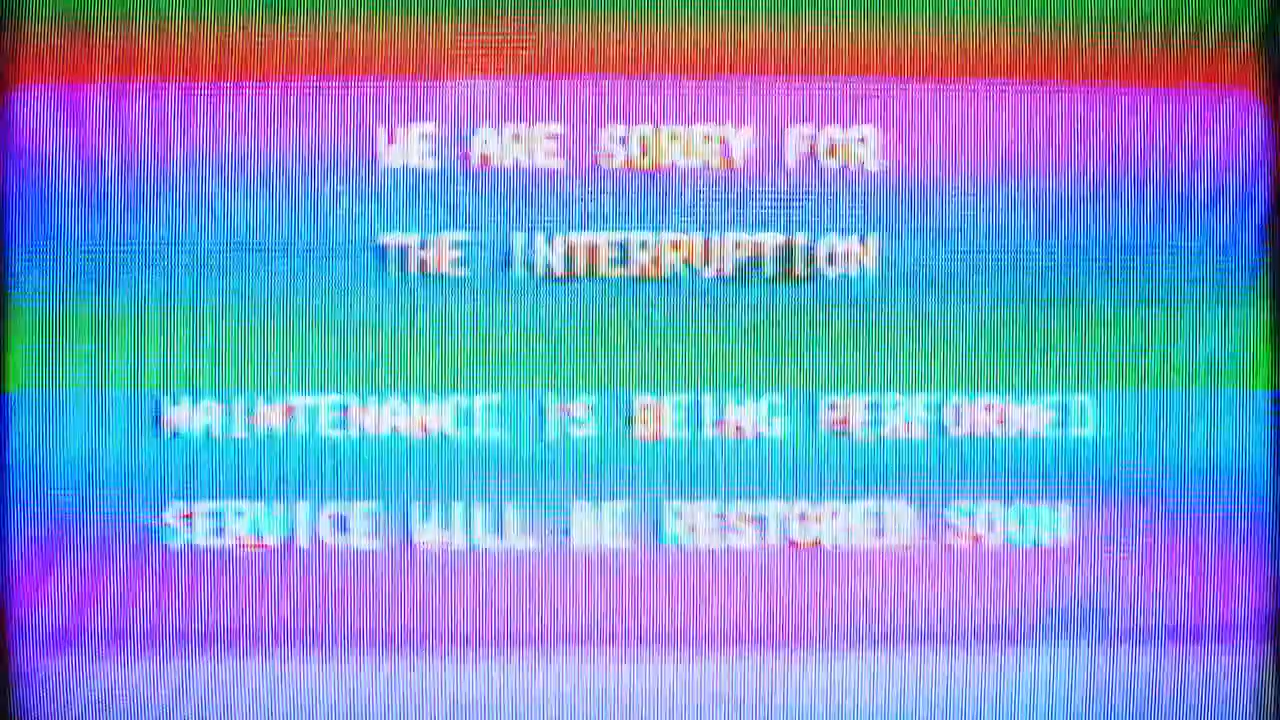 WE ARE SORRY FOR
THE INTERRUPTION
MAINTENANCE IS BEING PERFORMED
SERVICE WILL BE RESTORED SOON